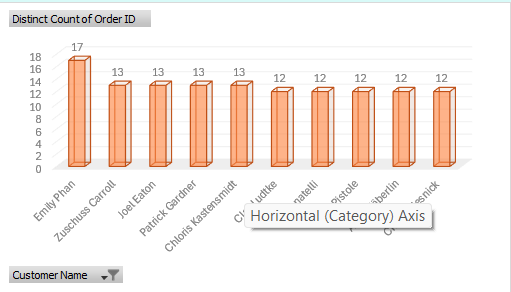 Distinct Count of Order ID
18
16
14
12
10
8
6
4
2
0
17
13
13
13
13
12
12
12
12
12
Emily Phan
Zuschuss Carroll
Joel Eaton
Patrick Gardner
Chloris Kastensmidt
Horizontal (Category) Axis
Customer Name